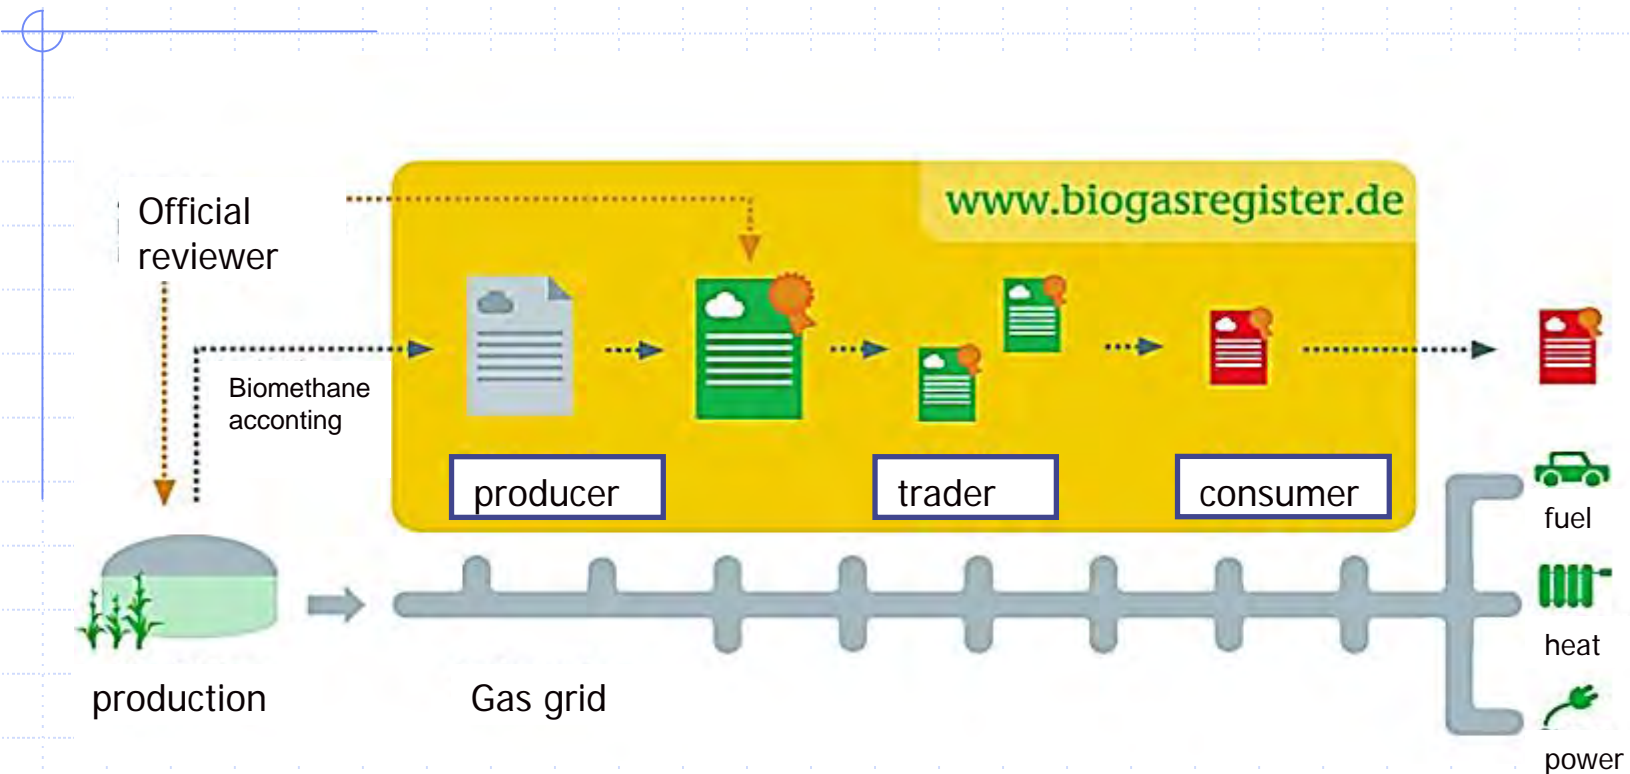 www.biogasregister.de
Official
reviewer
Biomethane
acconting
producer
trader
consumer
fuel
heat
power
production
Gas grid